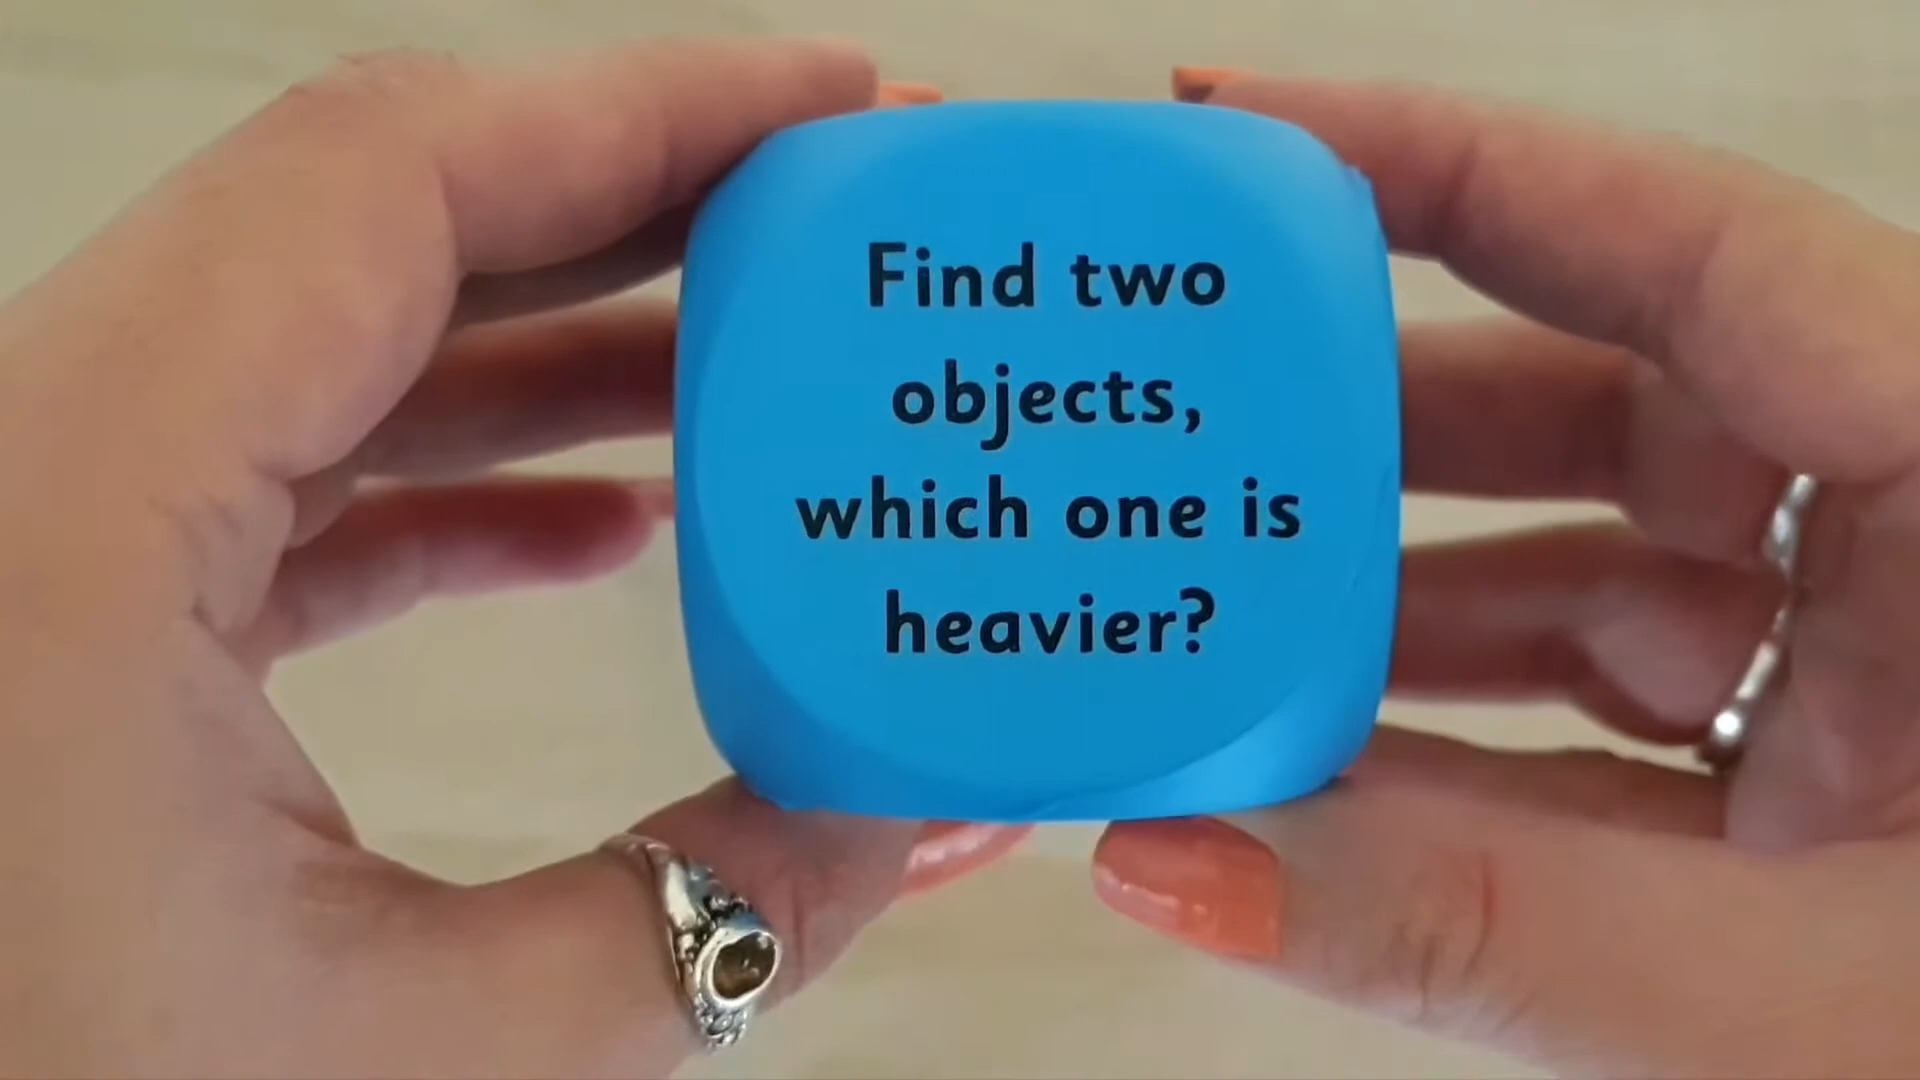 Find two
objects,
which one is
heavier?